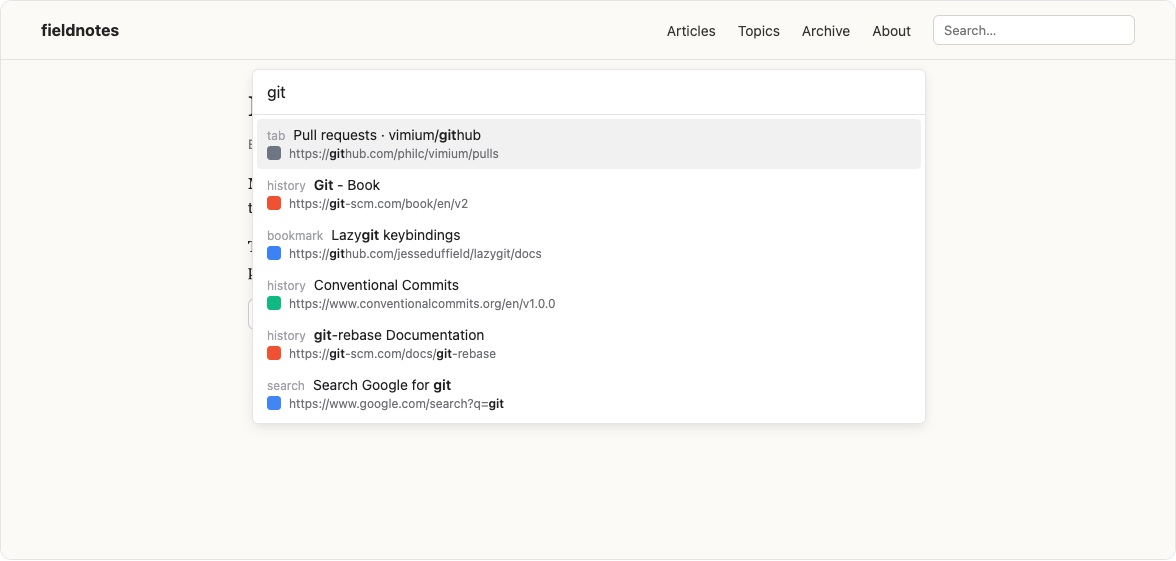 fieldnotes
Articles Topics Archive About Search...
git
tab Pull requests · vimium/github
https://github.com/philc/vimium/pulls
history Git - Book
https://git-scm.com/book/en/v2
bookmark Lazygit keybindings
https://github.com/jesseduffield/lazygit/docs
history Conventional Commits
https://www.conventionalcommits.org/en/v1.0.0
history git-rebase Documentation
https://git-scm.com/docs/git-rebase
search Search Google for git
https://www.google.com/search?q=git